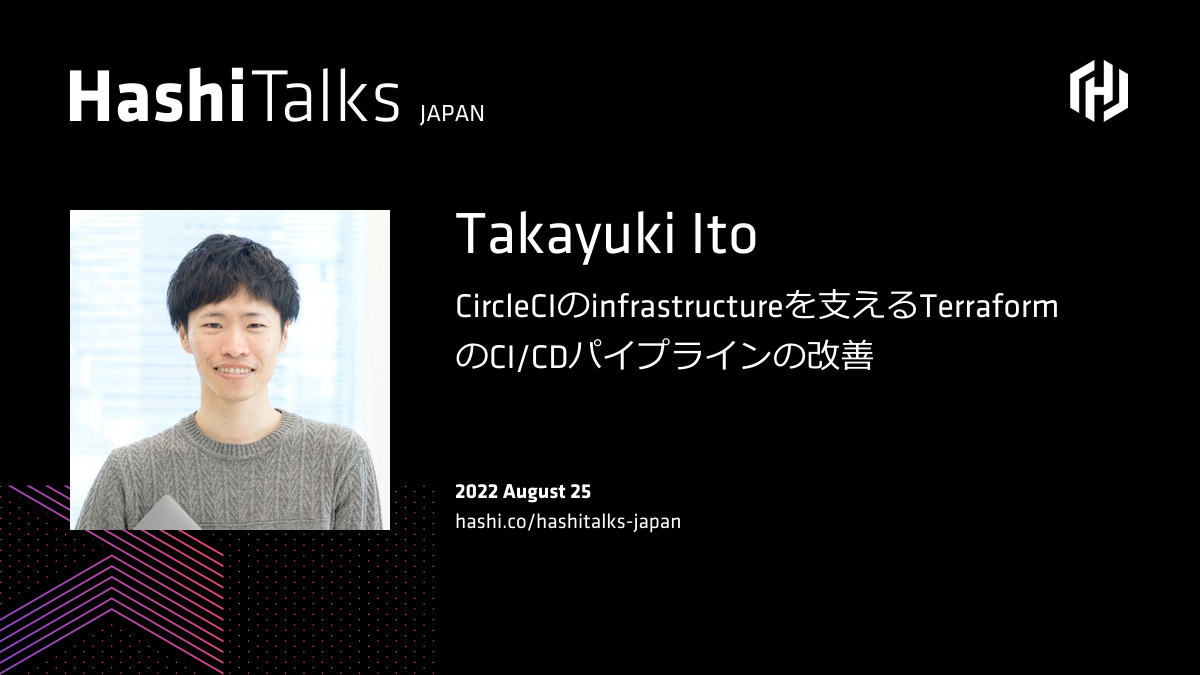 HashiTalks JAPAN
Takayuki Ito
CircleCIのinfrastructureを支えるTerraform
のCI/CDパイプラインの改善
2022 August 25
hashi.co/hashitalks-japan